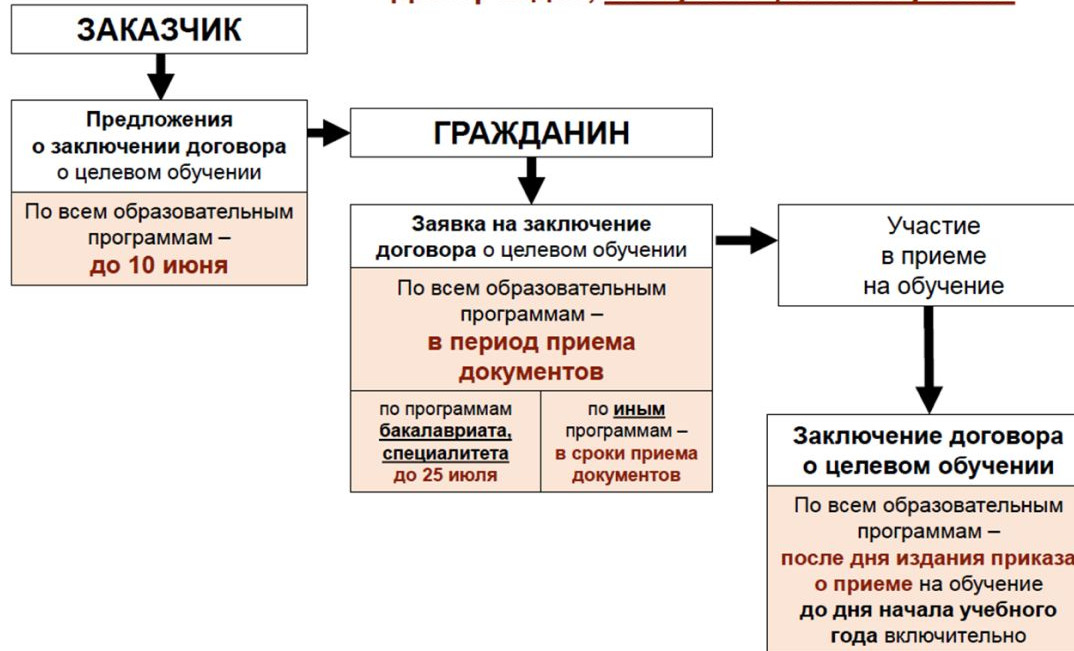 ЗАКАЗЧИК
Предложения
о заключении договора
о целевом обучении
По всем образовательным
программам –
до 10 июня
ГРАЖДАНИН
Заявка на заключение
договора о целевом обучении
По всем образовательным
программам –
в период приема
документов
по программам
бакалавриата,
специалитета
до 25 июля
по иным
программам –
в сроки приема
документов
Участие
в приеме
на обучение
Заключение договора
о целевом обучении
По всем образовательным
программам –
после дня издания приказа
о приеме на обучение
до дня начала учебного
года включительно